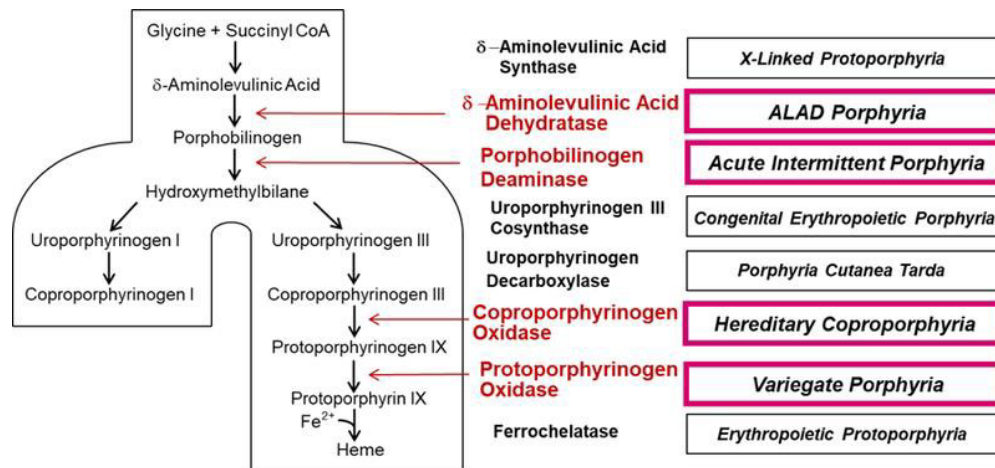 Glycine + Succinyl CoA
δ-Aminolevulinic Acid
Porphobilinogen
Hydroxymethylbilane
Uroporphyrinogen I
Uroporphyrinogen III
Coproporphyrinogen I
Coproporphyrinogen III
Protoporphyrinogen IX
Protoporphyrin IX
Fe2+
Heme
δ–Aminolevulinic Acid
Synthase
X-Linked Protoporphyria
δ–Aminolevulinic Acid
Dehydratase
ALAD Porphyria
Porphobilinogen
Deaminase
Acute Intermittent Porphyria
Uroporphyrinogen III
Cosynthase
Congenital Erythropoietic Porphyria
Uroporphyrinogen
Decarboxylase
Porphyria Cutanea Tarda
Coproporphyrinogen
Oxidase
Hereditary Coproporphyria
Protoporphyrinogen
Oxidase
Variegate Porphyria
Ferrochelatase
Erythropoietic Protoporphyria